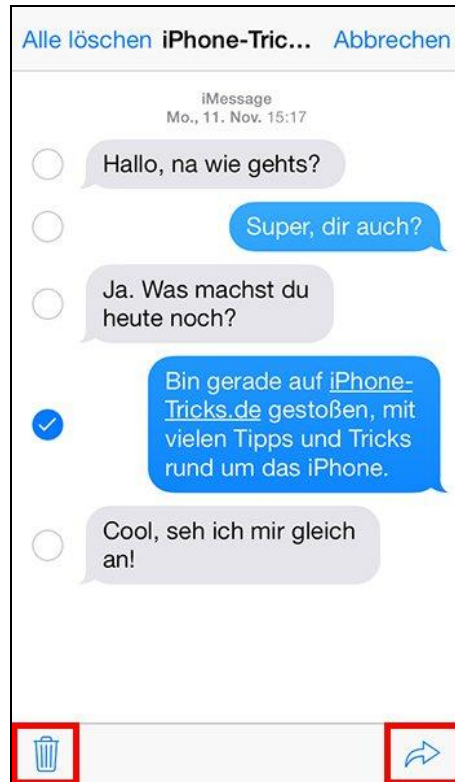 Alle löschen iPhone-Tric... Abbrechen
iMessage
Mo., 11. Nov. 15:17
Hallo, na wie gehts?
Super, dir auch?
Ja. Was machst du
heute noch?
Bin gerade auf iPhone-
Tricks.de gestoßen, mit
vielen Tipps und Tricks
rund um das iPhone.
Cool, seh ich mir gleich
an!